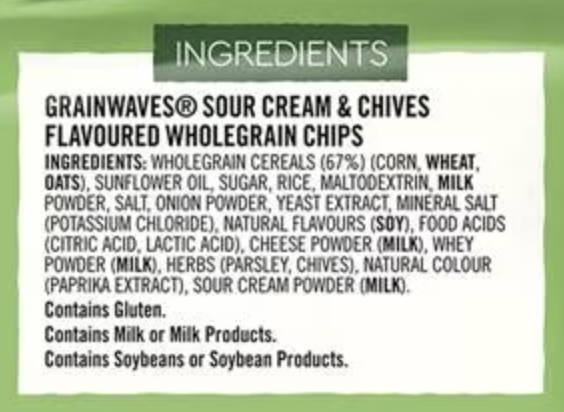 INGREDIENTS
GRAINWAVES® SOUR CREAM & CHIVES
FLAVOURED WHOLEGRAIN CHIPS
INGREDIENTS: WHOLEGRAIN CEREALS (67%) (CORN, WHEAT,
OATS), SUNFLOWER OIL, SUGAR, RICE, MALTODEXTRIN, MILK
POWDER, SALT, ONION POWDER, YEAST EXTRACT, MINERAL SALT
(POTASSIUM CHLORIDE), NATURAL FLAVOURS (SOY), FOOD ACIDS
(CITRIC ACID, LACTIC ACID), CHEESE POWDER (MILK), WHEY
POWDER (MILK), HERBS (PARSLEY, CHIVES), NATURAL COLOUR
(PAPRIKA EXTRACT), SOUR CREAM POWDER (MILK).
Contains Gluten.
Contains Milk or Milk Products.
Contains Soybeans or Soybean Products.